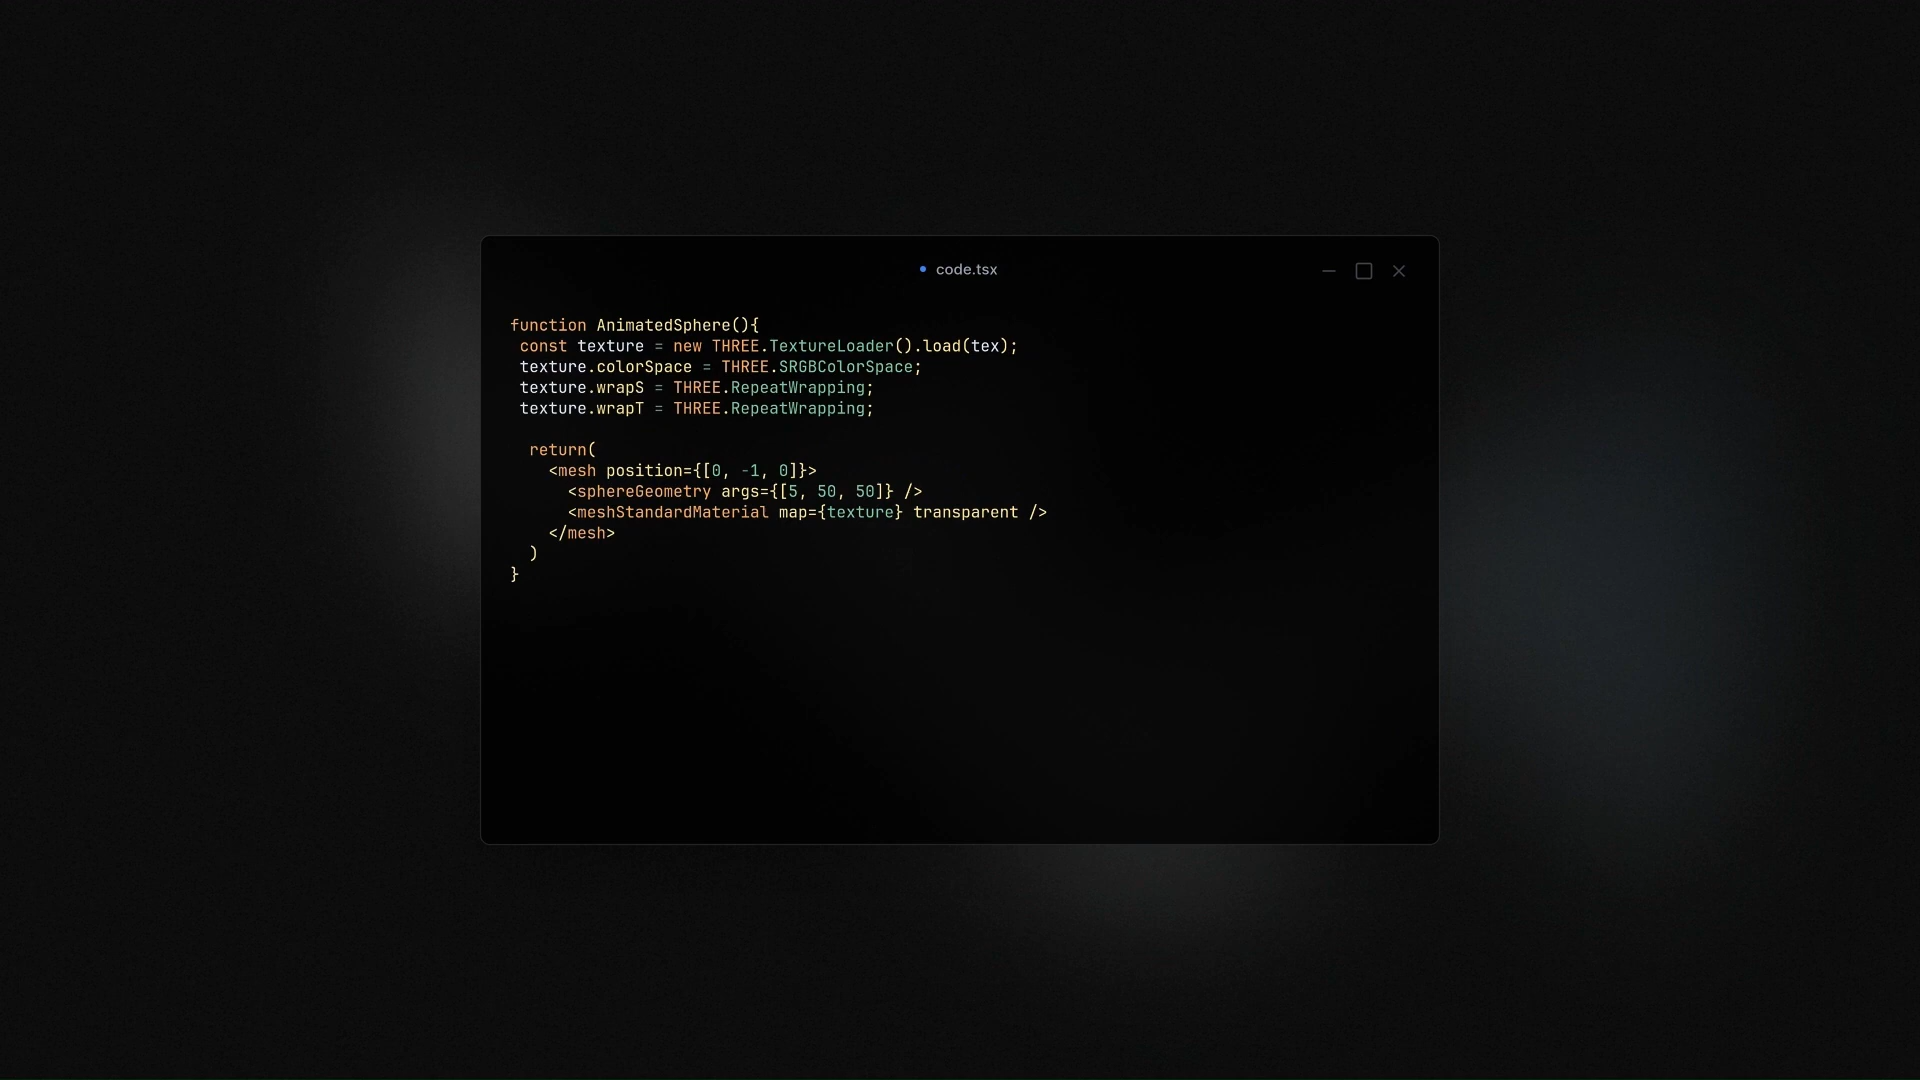 code.tsx
function AnimatedSphere(){
 const texture = new THREE.TextureLoader().load(tex);
 texture.colorSpace = THREE.SRGBColorSpace;
 texture.wrapS = THREE.RepeatWrapping;
 texture.wrapT = THREE.RepeatWrapping;

  return(
    <mesh position={[0, -1, 0]}>
      <sphereGeometry args={[5, 50, 50]} />
      <meshStandardMaterial map={texture} transparent />
    </mesh>
  )
}